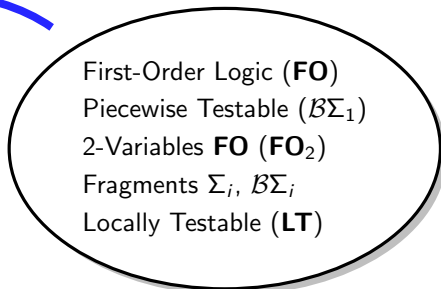 First-Order Logic (FO)
Piecewise Testable (ℬΣ₁)
2-Variables FO (FO₂)
Fragments Σᵢ, ℬΣᵢ
Locally Testable (LT)